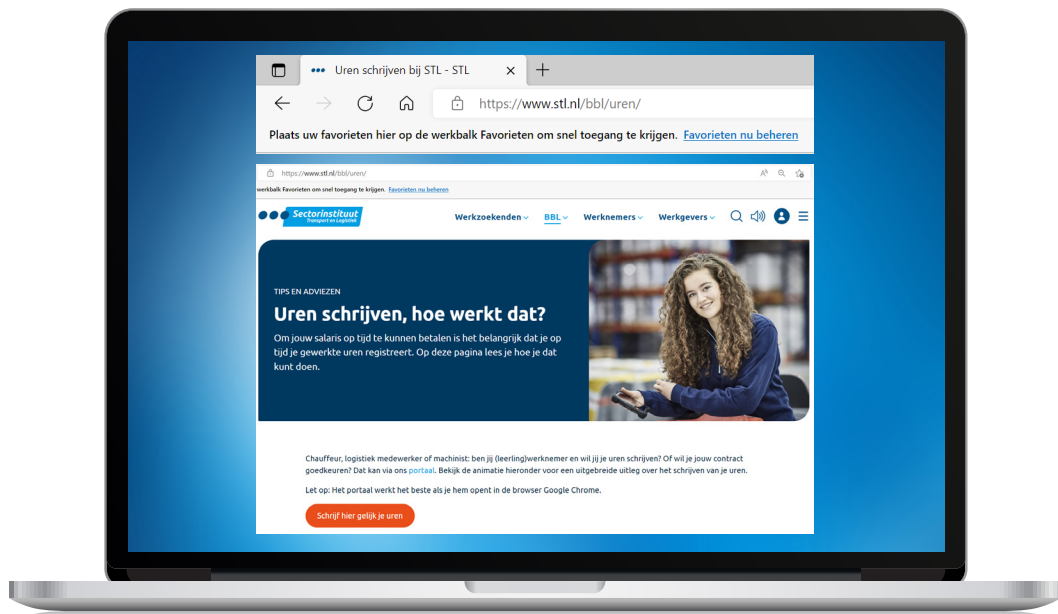 Uren schrijven bij STL - STL
https://www.stl.nl/bbl/uren/
Plaats uw favorieten hier op de werkbalk Favorieten om snel toegang te krijgen. Favorieten nu beheren
https://www.stl.nl/bbl/uren/
werkbalk Favorieten om snel toegang te krijgen. Favorieten nu beheren
Sectorinstituut
Transport en Logistiek
Werkzoekenden BBL Werknemers Werkgevers
TIPS EN ADVIEZEN
Uren schrijven, hoe werkt dat?
Om jouw salaris op tijd te kunnen betalen is het belangrijk dat je op
tijd je gewerkte uren registreert. Op deze pagina lees je hoe je dat
kunt doen.
Chauffeur, logistiek medewerker of machinist: ben jij (leerling)werknemer en wil jij je uren schrijven? Of wil je jouw contract
goedkeuren? Dat kan via ons portaal. Bekijk de animatie hieronder voor een uitgebreide uitleg over het schrijven van je uren.
Let op: Het portaal werkt het beste als je hem opent in de browser Google Chrome.
Schrijf hier gelijk je uren